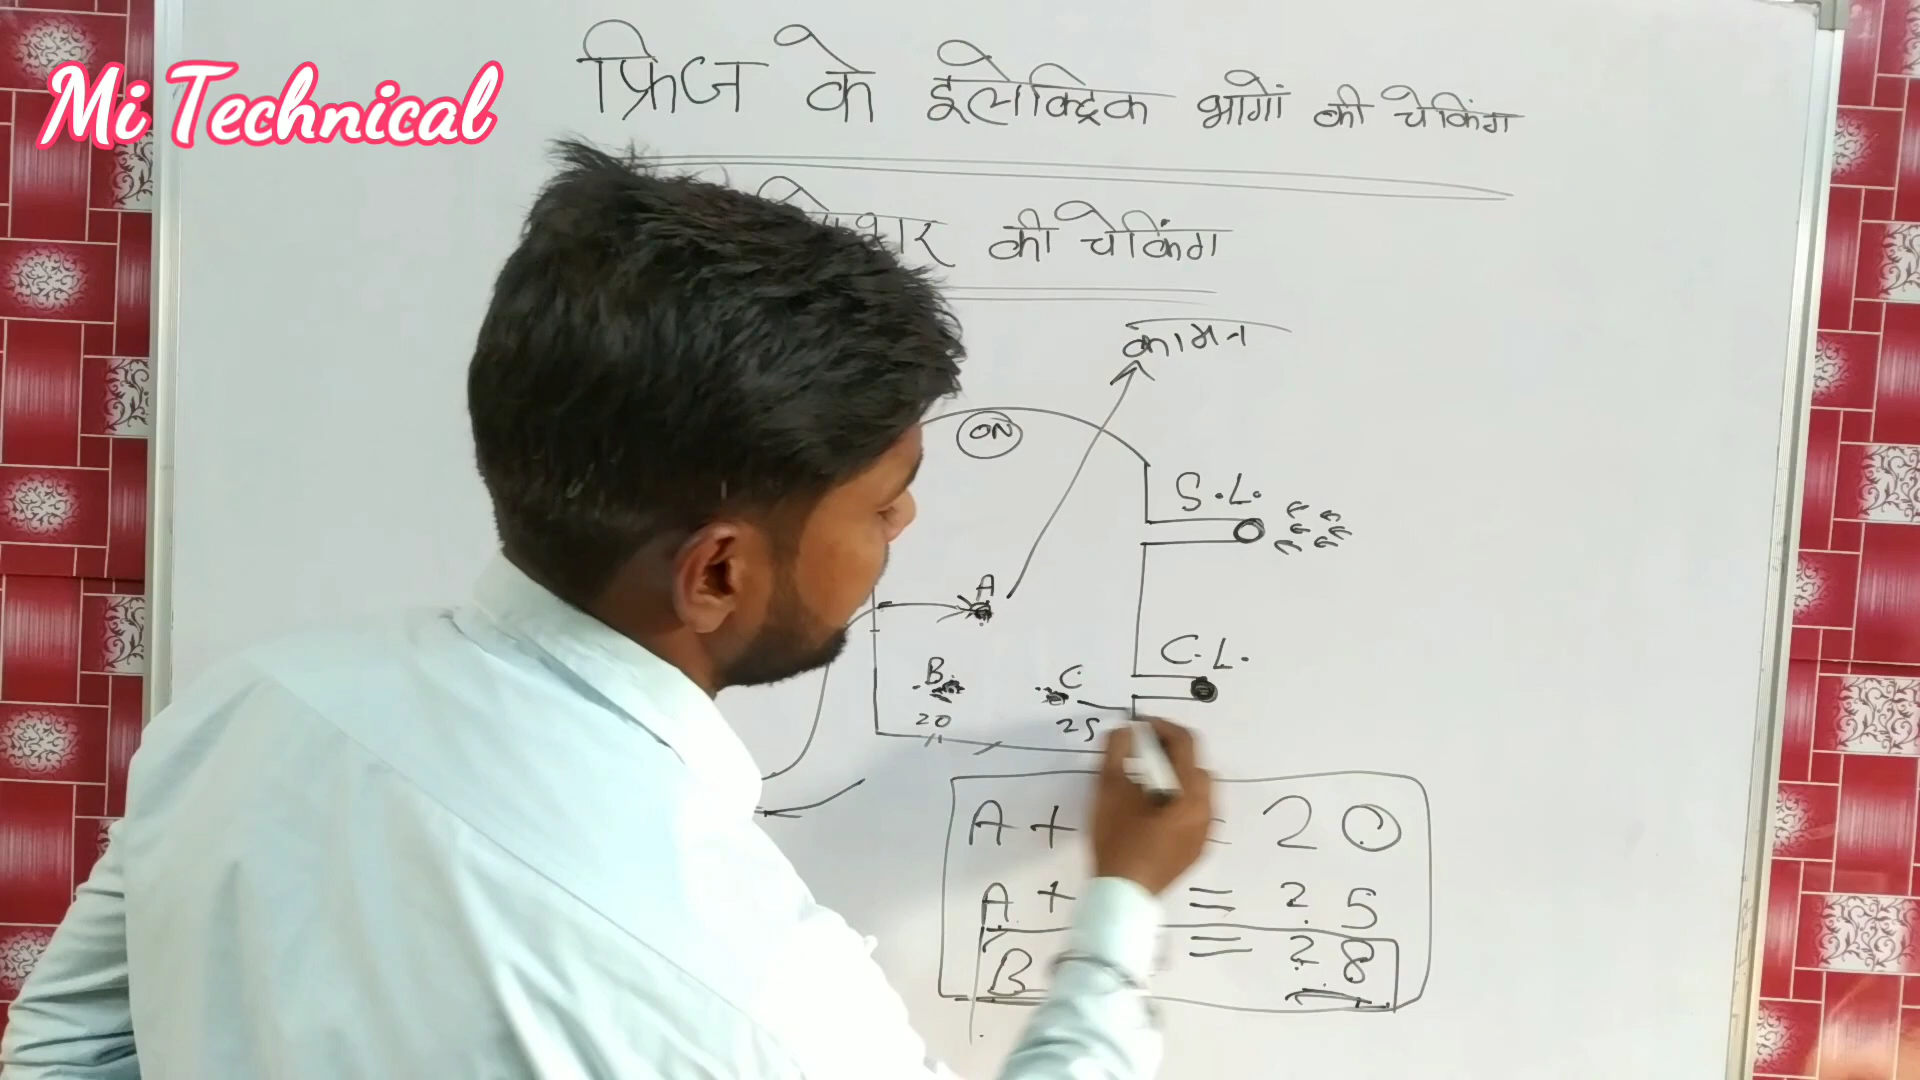 Mi Technical
फ्रिज के इलेक्ट्रिक भागों की चेकिंग
की चेकिंग
कामन
ON
S.L.
A
C.L.
B
C
20
25
A + = 20
A + = 25
B = 28